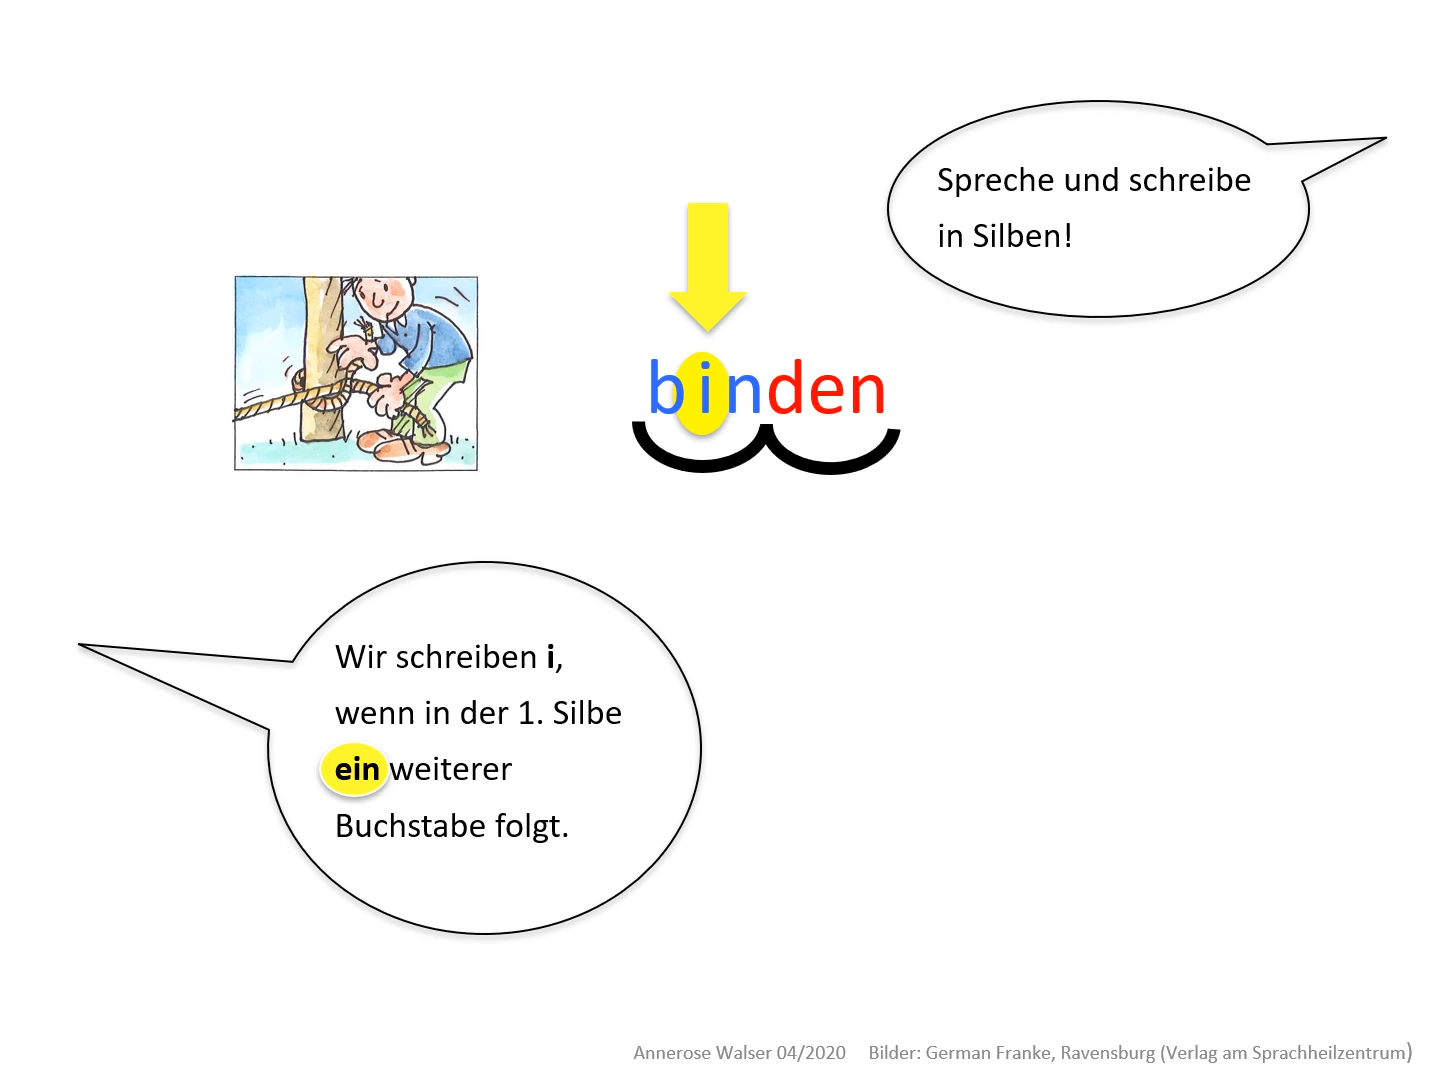 Spreche und schreibe
in Silben!
binden
Wir schreiben i,
wenn in der 1. Silbe
ein weiterer
Buchstabe folgt.
Annerose Walser 04/2020 Bilder: German Franke, Ravensburg (Verlag am Sprachheilzentrum)